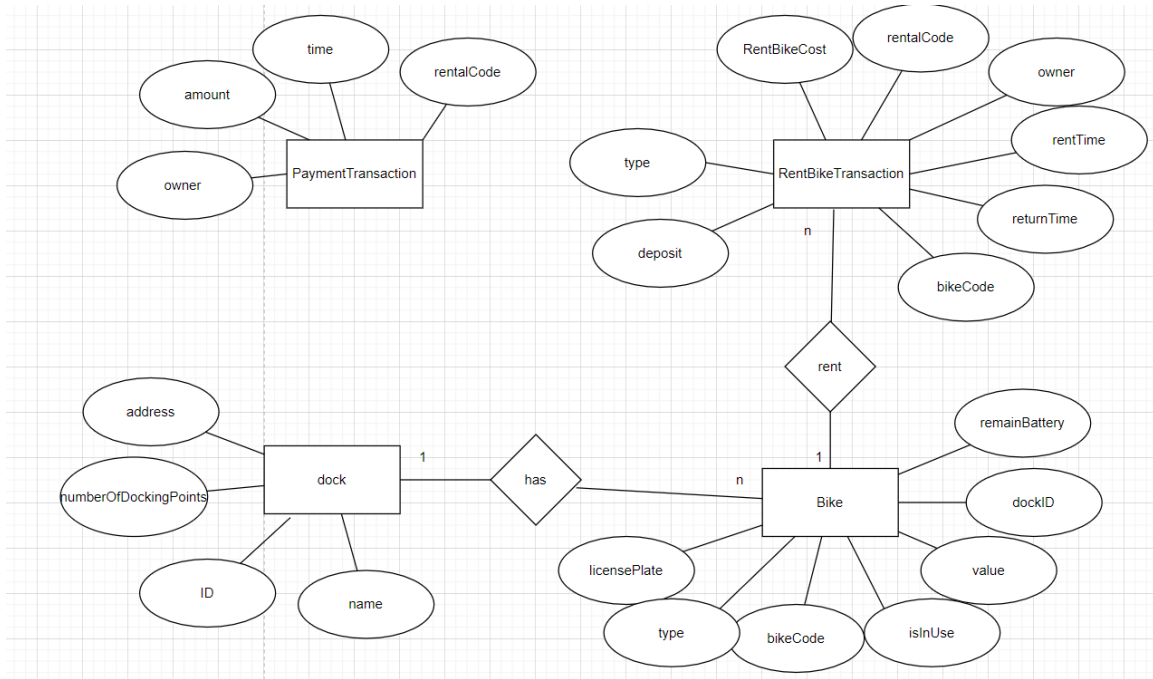 time
rentalCode
amount
PaymentTransaction
owner
RentBikeCost
rentalCode
owner
rentTime
type
RentBikeTransaction
returnTime
deposit
bikeCode
n
rent
1
address
numberOfDockingPoints
dock
1
has
n
ID
name
Bike
remainBattery
dockID
value
licensePlate
type
bikeCode
isInUse